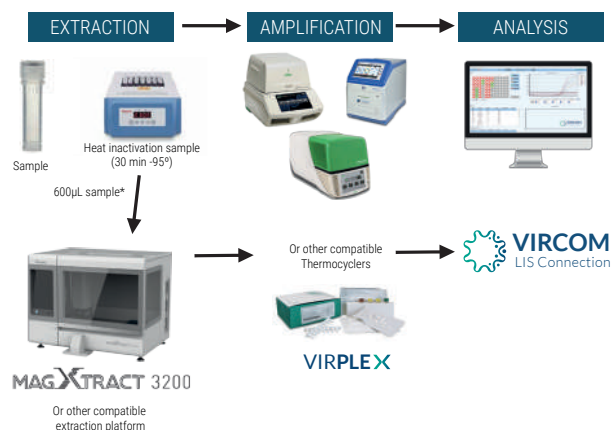 EXTRACTION
AMPLIFICATION
ANALYSIS
Sample
Heat inactivation sample
(30 min -95º)
600µL sample*
MAGXTRACT 3200
Or other compatible
extraction platform
Or other compatible
Thermocyclers
VIRPLEX
VIRCOM
LIS Connection